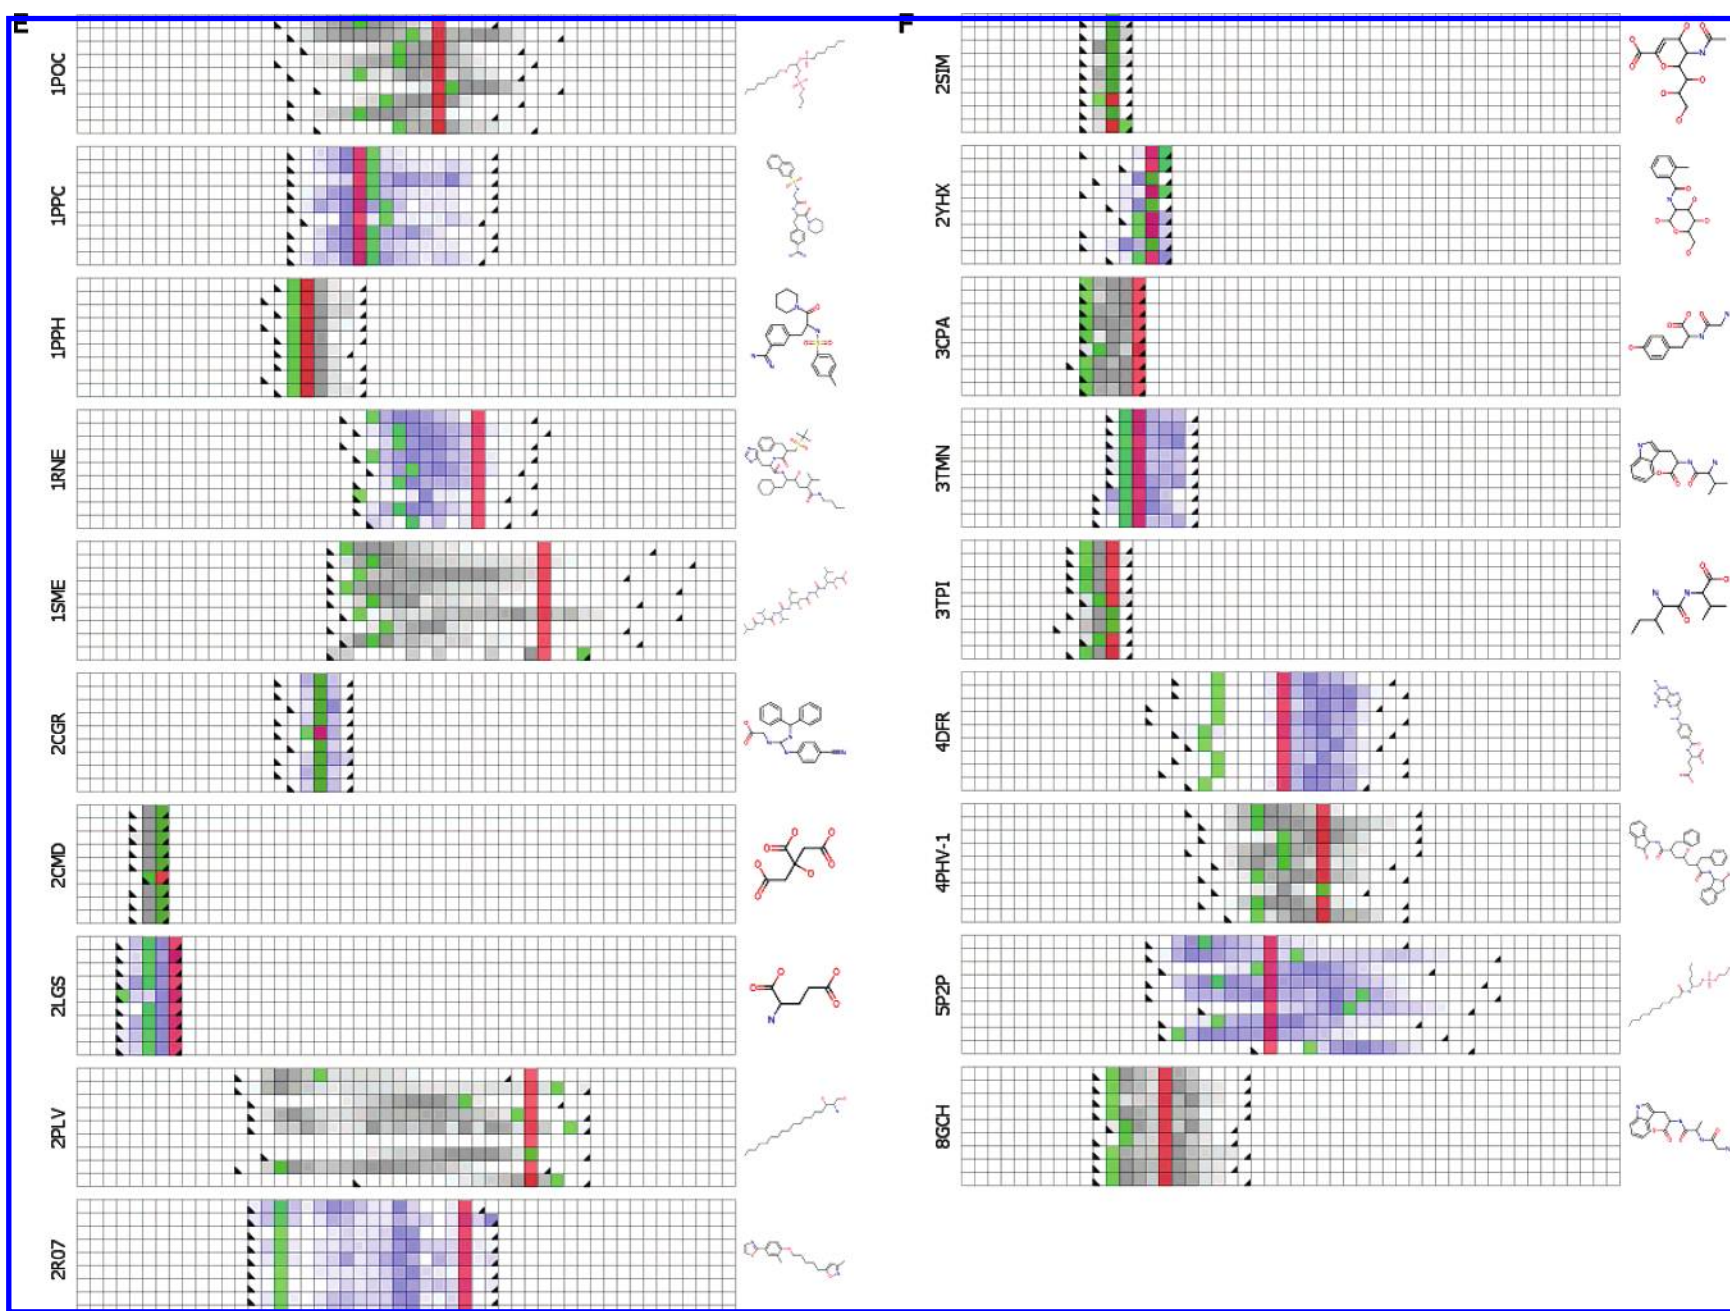 E
1POC
1PPC
1PPH
1RNE
1SME
2CGR
2CMD
2LGS
2PLV
2R07
F
2SIM
2YHX
3CPA
3TMN
3TPI
4DFR
4PHV-1
5P2P
8GCH